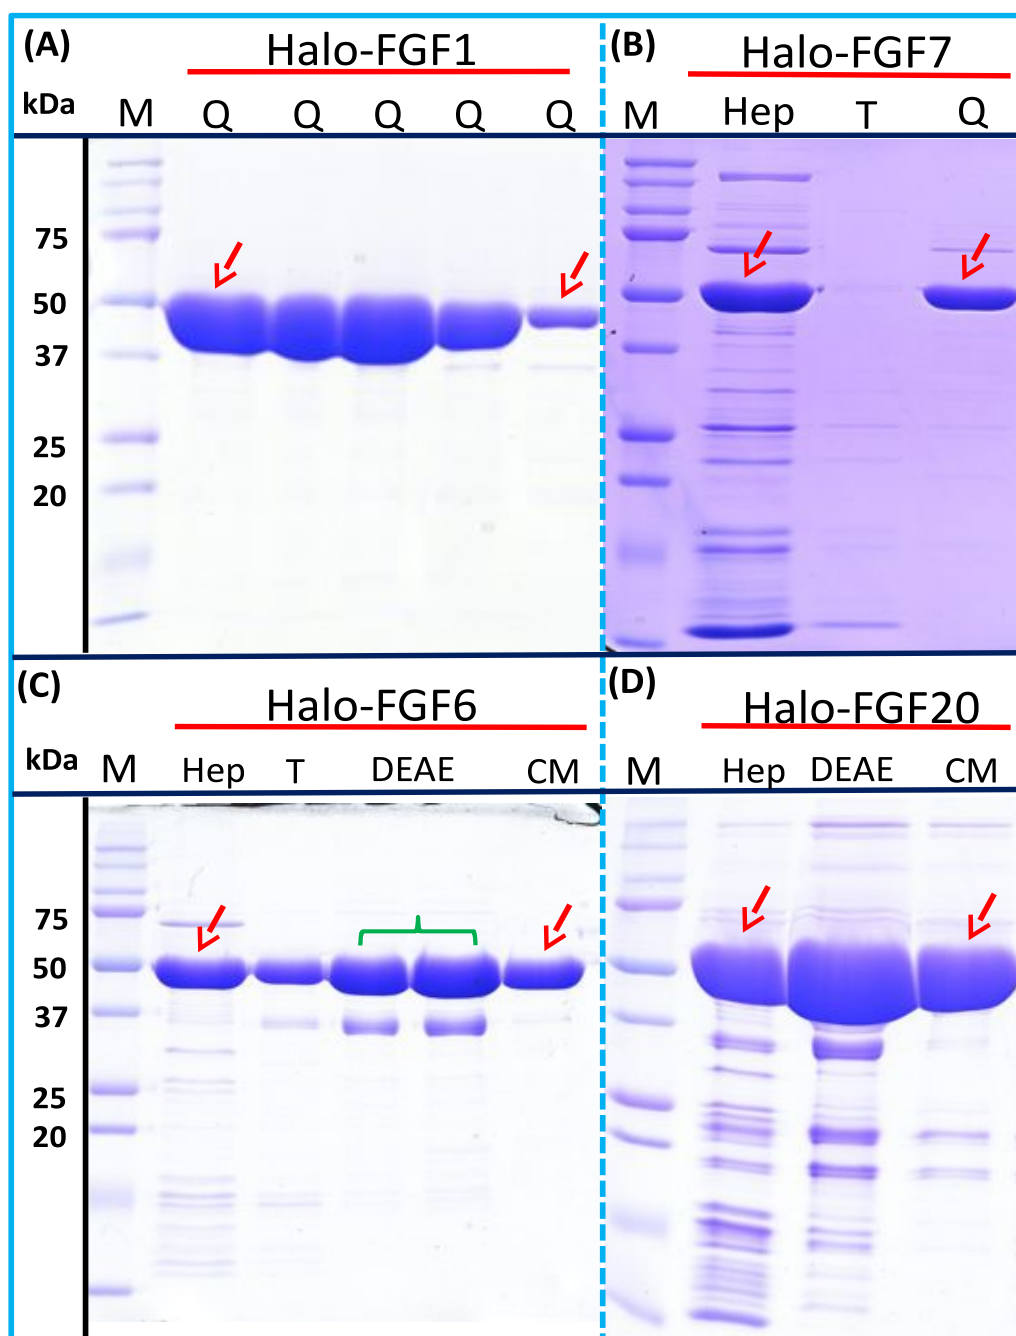 (A) Halo-FGF1
kDa M Q Q Q Q Q
75
50
37
25
20
(B) Halo-FGF7
M Hep T Q
(C) Halo-FGF6
kDa M Hep T DEAE CM
75
50
37
25
20
(D) Halo-FGF20
M Hep DEAE CM